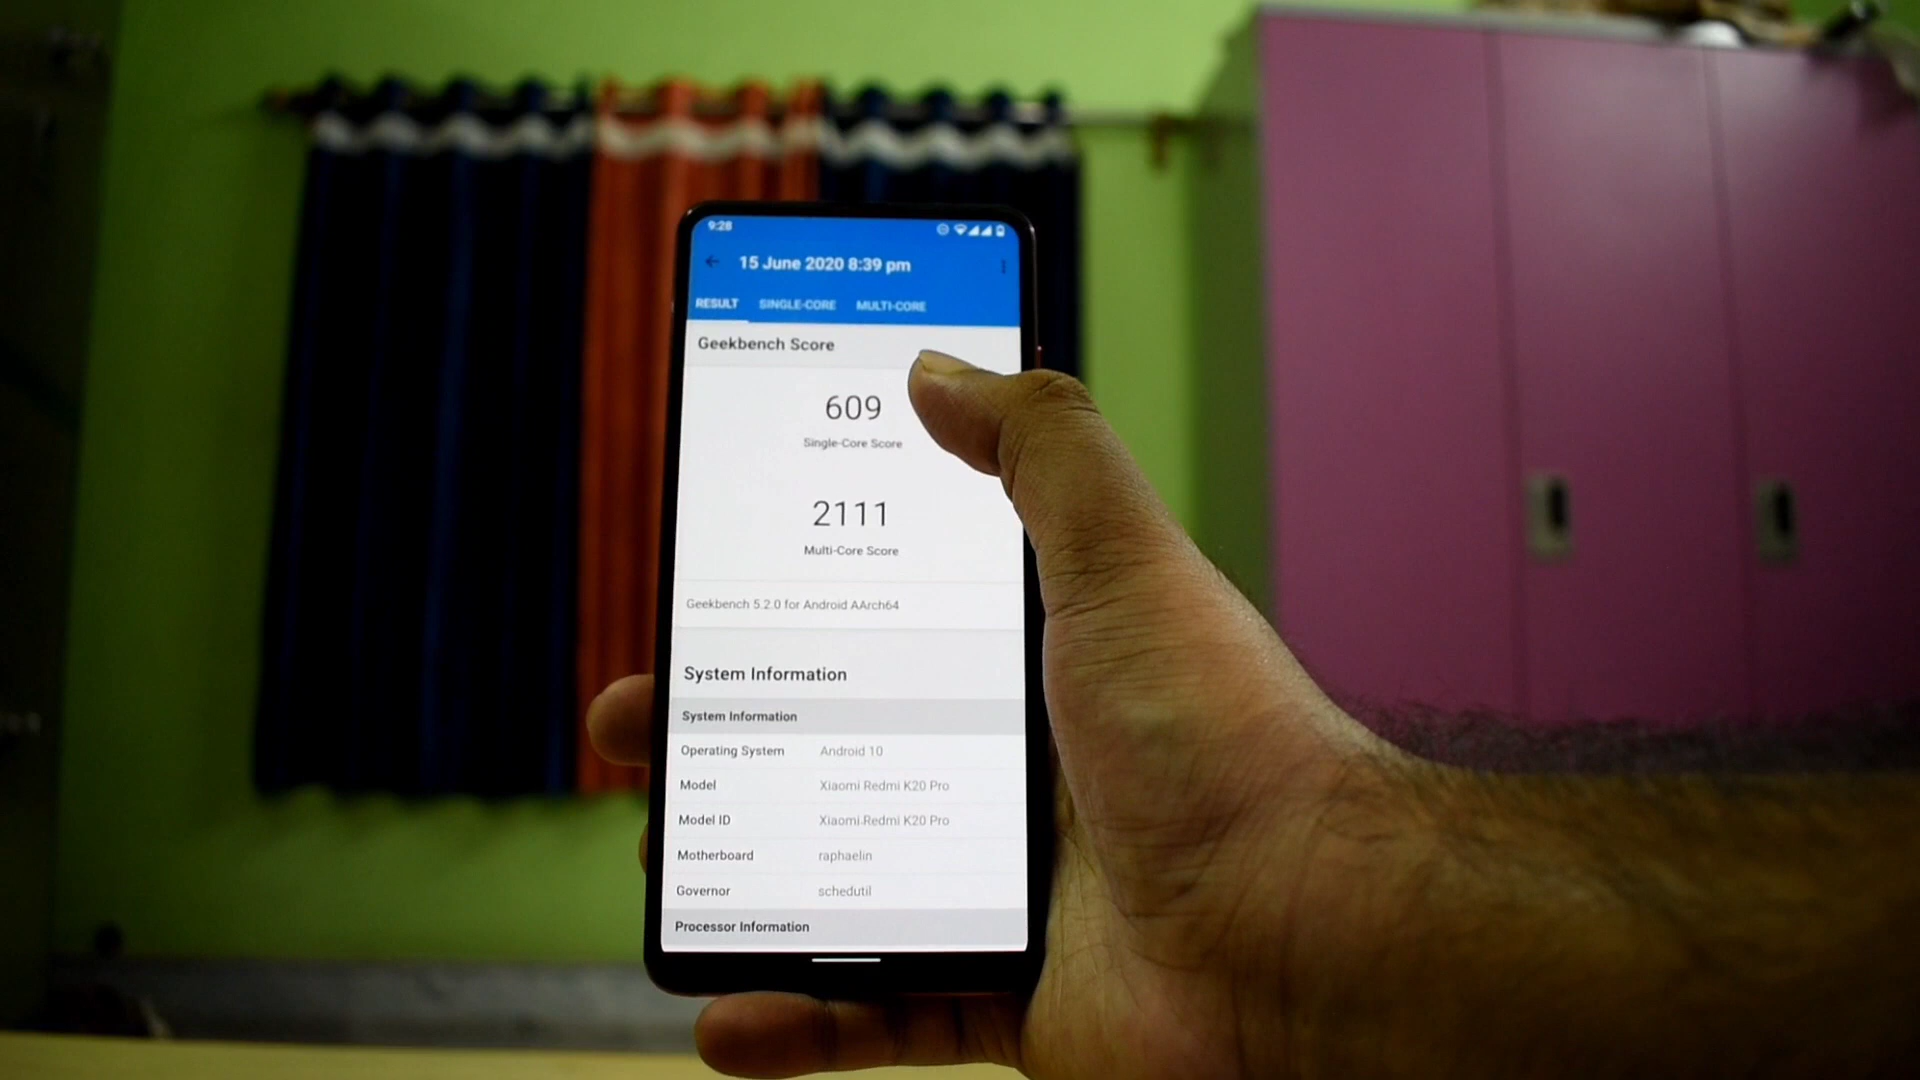 9:28
15 June 2020 8:39 pm
RESULT SINGLE-CORE MULTI-CORE
Geekbench Score
609
Single-Core Score
2111
Multi-Core Score
Geekbench 5.2.0 for Android AArch64
System Information
System Information
Operating System Android 10
Model Xiaomi Redmi K20 Pro
Model ID Xiaomi Redmi K20 Pro
Motherboard raphaelin
Governor schedutil
Processor Information